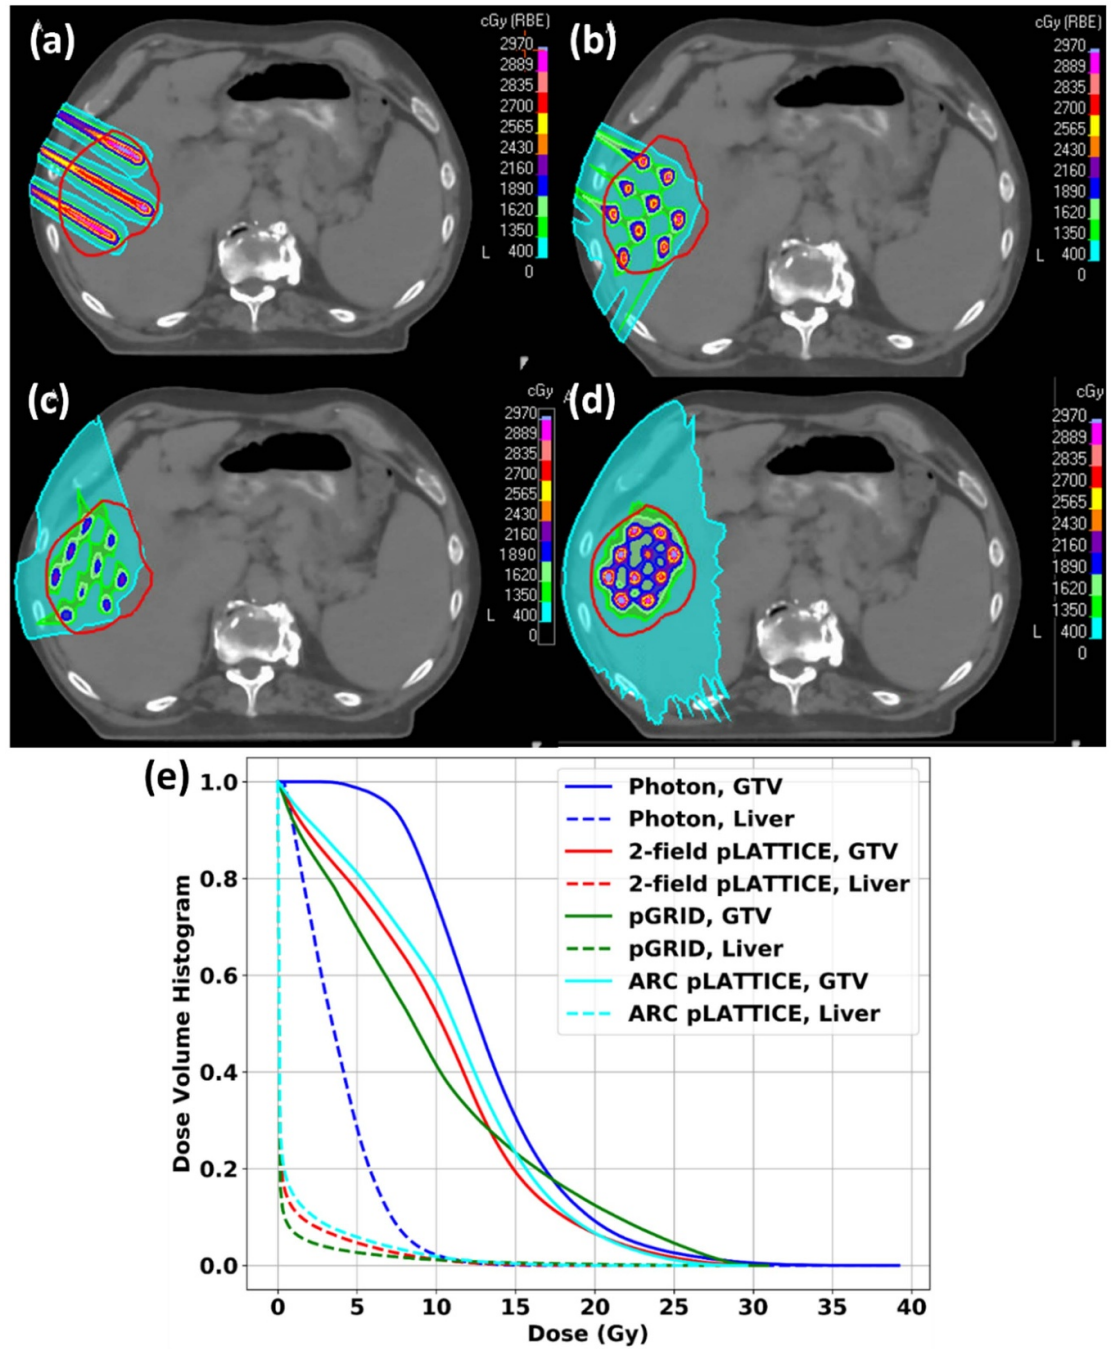 (a)
A
cGy (RBE)
2970
2889
2835
2700
2565
2430
2160
1890
1620
1350
400
0
L
(b)
cGy (RBE)
2970
2889
2835
2700
2565
2430
2160
1890
1620
1350
400
0
L
(c)
A
cGy
2970
2889
2835
2700
2565
2430
2160
1890
1620
1350
400
0
L
(d)
A
cGy
2970
2889
2835
2700
2565
2430
2160
1890
1620
1350
400
0
L
(e)
Photon, GTV
Photon, Liver
2-field pLATTICE, GTV
2-field pLATTICE, Liver
pGRID, GTV
pGRID, Liver
ARC pLATTICE, GTV
ARC pLATTICE, Liver
Dose Volume Histogram
1.0
0.8
0.6
0.4
0.2
0.0
0 5 10 15 20 25 30 35 40
Dose (Gy)